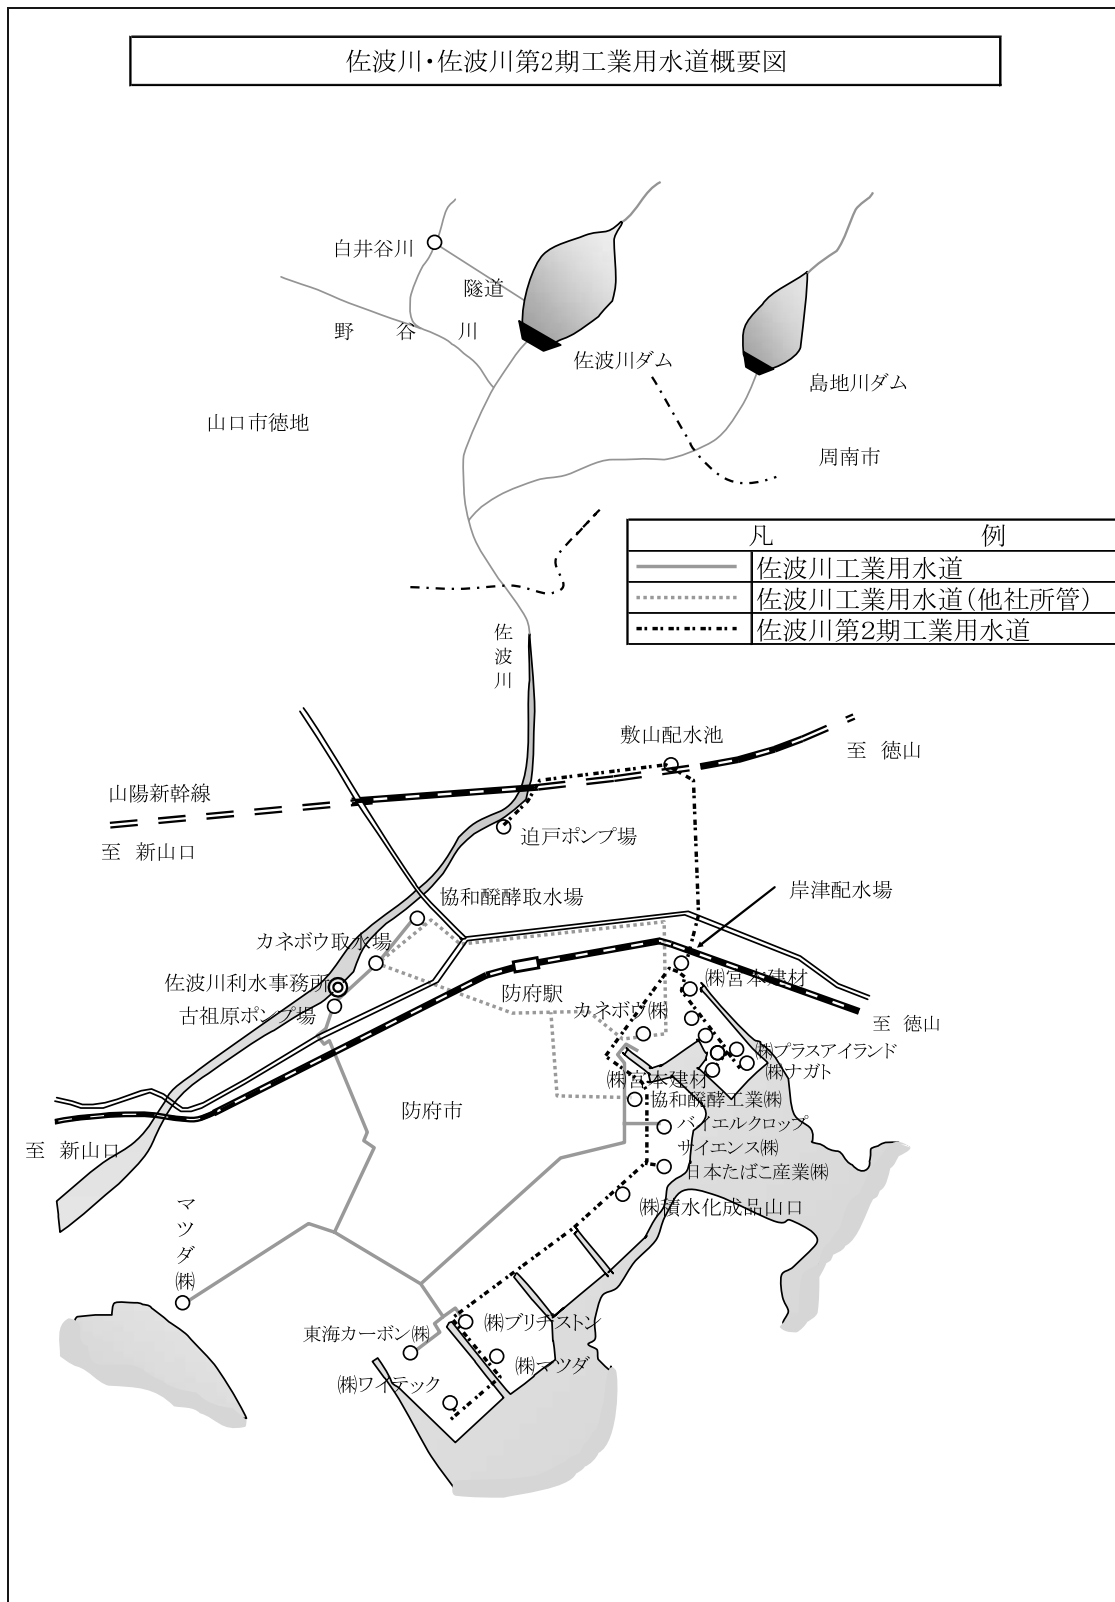 佐波川・佐波川第2期工業用水道概要図
白井谷川
隧道
野谷川
佐波川ダム
島地川ダム
山口市徳地
周南市
凡例
佐波川工業用水道
佐波川工業用水道(他社所管)
佐波川第2期工業用水道
佐波川
敷山配水池
至 徳山
山陽新幹線
迫戸ポンプ場
至 新山口
協和醗酵取水場
岸津配水場
カネボウ取水場
佐波川利水事務所
㈱宮本建材
防府駅
古祖原ポンプ場
カネボウ㈱
至 徳山
㈱プラスアイランド
㈱ナガト
㈱宮本建材
協和醗酵工業㈱
防府市
バイエルクロップ
サイエンス㈱
至 新山口
日本たばこ産業㈱
㈱積水化成品山口
マツダ㈱
㈱ブリヂストン
東海カーボン㈱
㈱マツダ
㈱ワイテック